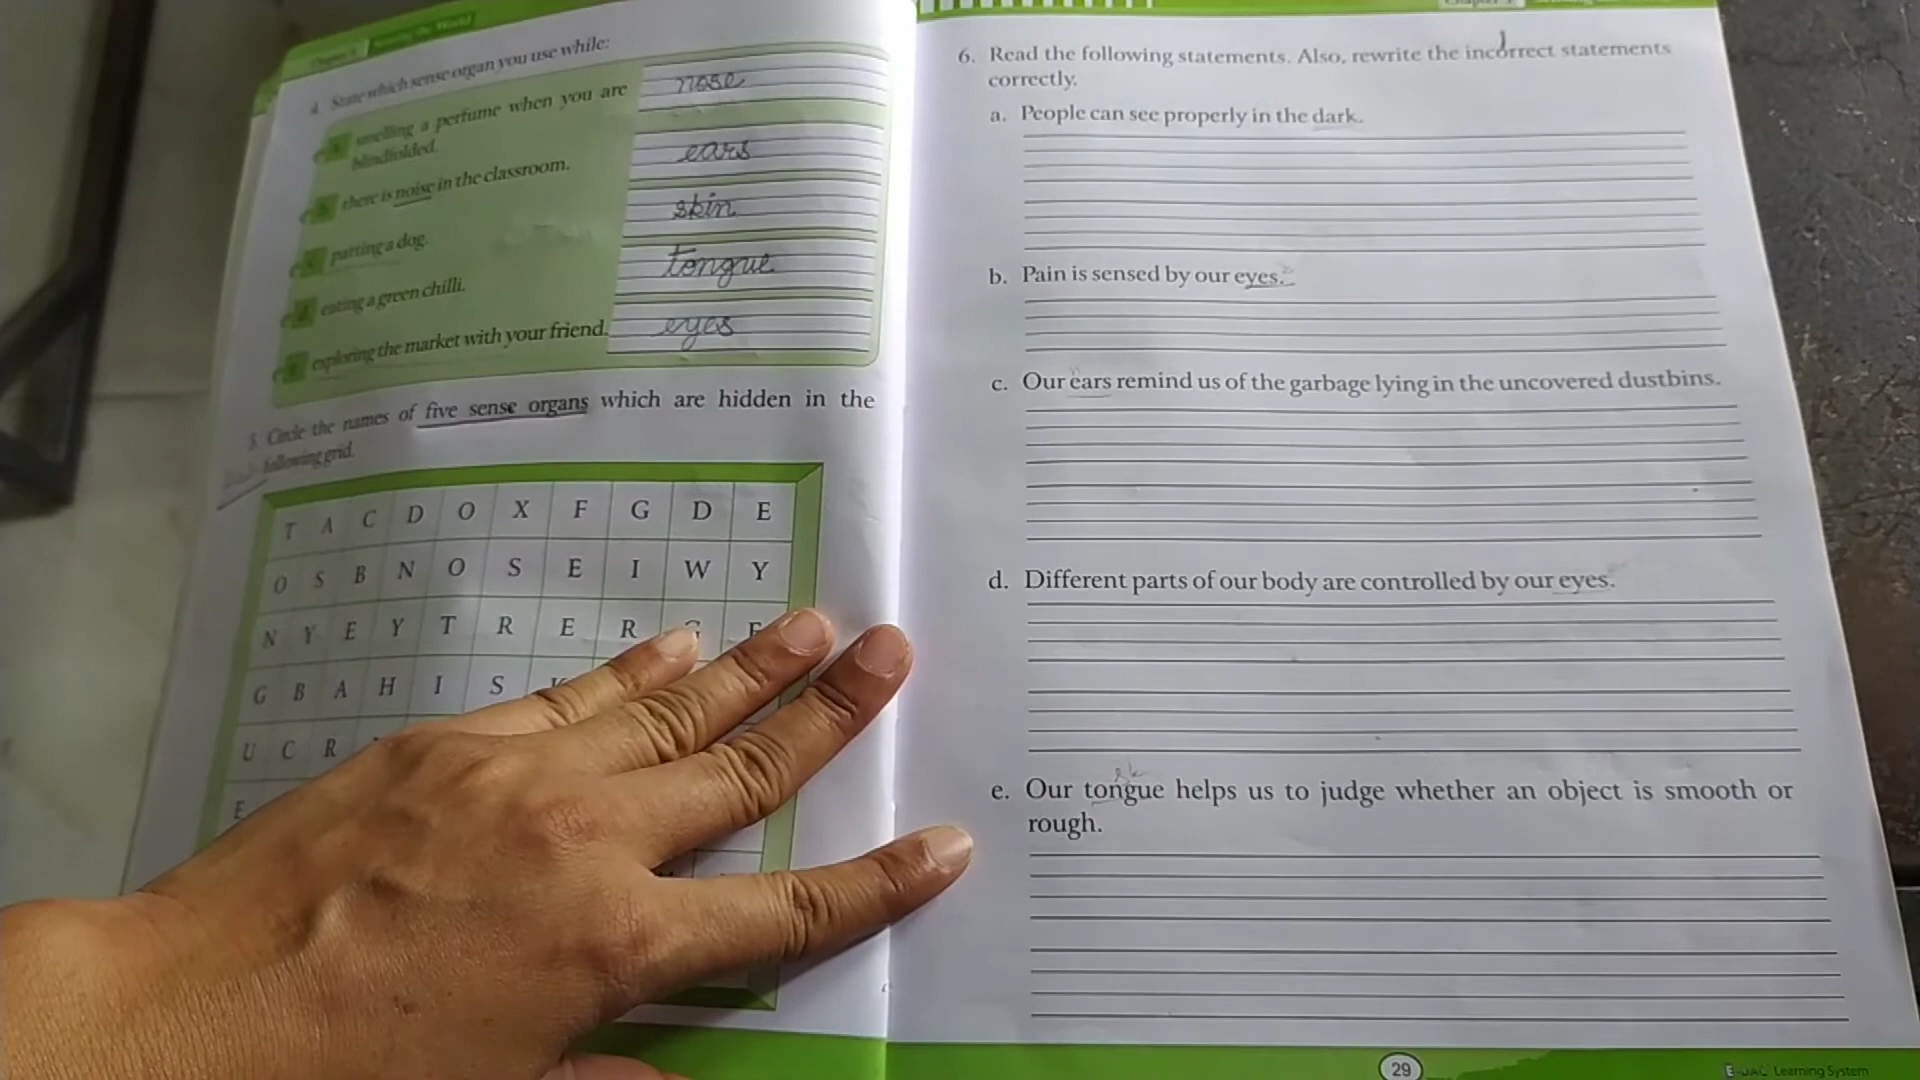 Sensing the World
4. State which sense organ you use while:
a. smelling a perfume when you are
blindfolded.
nose
b. there is noise in the classroom.
ears
c. patting a dog.
skin
d. eating a green chilli.
tongue
e. exploring the market with your friend.
eyes
5. Circle the names of five sense organs which are hidden in the
following grid.
T A C D O X F G D E
O S B N O S E I W Y
N Y E Y T R E R G E
G B A H I S
U C R
E
6. Read the following statements. Also, rewrite the incorrect statements
correctly.
a. People can see properly in the dark.
b. Pain is sensed by our eyes.
c. Our ears remind us of the garbage lying in the uncovered dustbins.
d. Different parts of our body are controlled by our eyes.
sk
e. Our tongue helps us to judge whether an object is smooth or
rough.
29
Learning System